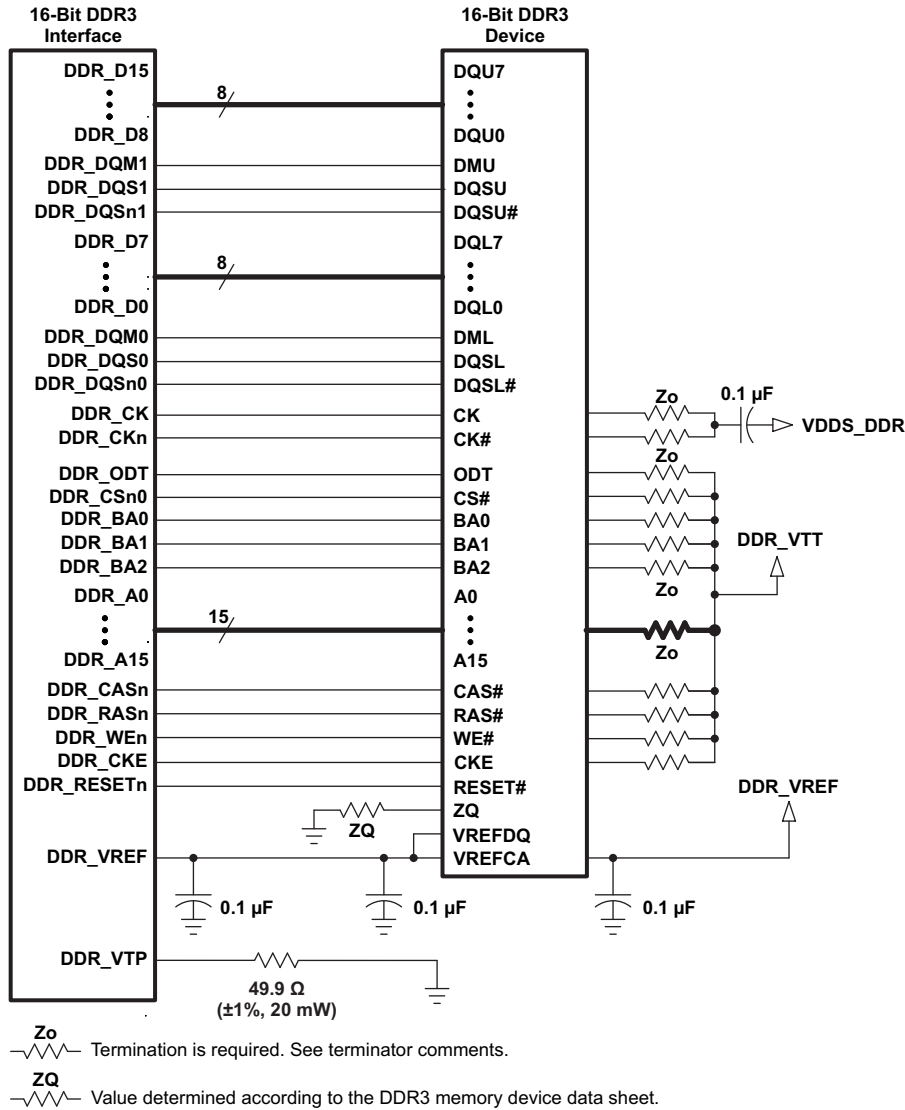 16-Bit DDR3
Interface
16-Bit DDR3
Device
DDR_D15
8
DQU7
DDR_D8
DQU0
DDR_DQM1
DMU
DDR_DQS1
DQSU
DDR_DQSn1
DQSU#
DDR_D7
8
DQL7
DDR_D0
DQL0
DDR_DQM0
DML
DDR_DQS0
DQSL
DDR_DQSn0
DQSL#
DDR_CK
CK
Zo
0.1 µF
VDDS_DDR
DDR_CKn
CK#
Zo
DDR_ODT
ODT
DDR_CSn0
CS#
DDR_BA0
BA0
DDR_BA1
BA1
DDR_VTT
DDR_BA2
BA2
Zo
DDR_A0
A0
15
Zo
DDR_A15
A15
DDR_CASn
CAS#
DDR_RASn
RAS#
DDR_WEn
WE#
DDR_CKE
CKE
DDR_RESETn
RESET#
DDR_VREF
ZQ
ZQ
VREFDQ
DDR_VREF
VREFCA
0.1 µF
0.1 µF
0.1 µF
DDR_VTP
49.9 Ω
(±1%, 20 mW)
Zo
Termination is required. See terminator comments.
ZQ
Value determined according to the DDR3 memory device data sheet.